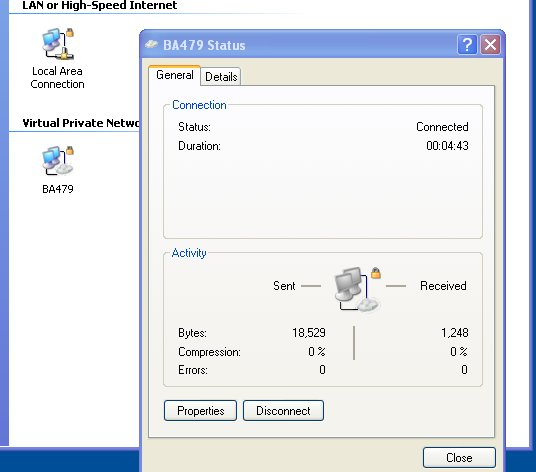 LAN or High-Speed Internet
Local Area
Connection
Virtual Private Netwo
BA479
BA479 Status
General
Details
Connection
Status: Connected
Duration: 00:04:43
Activity
Sent Received
Bytes: 18,529 1,248
Compression: 0 % 0 %
Errors: 0 0
Properties
Disconnect
Close